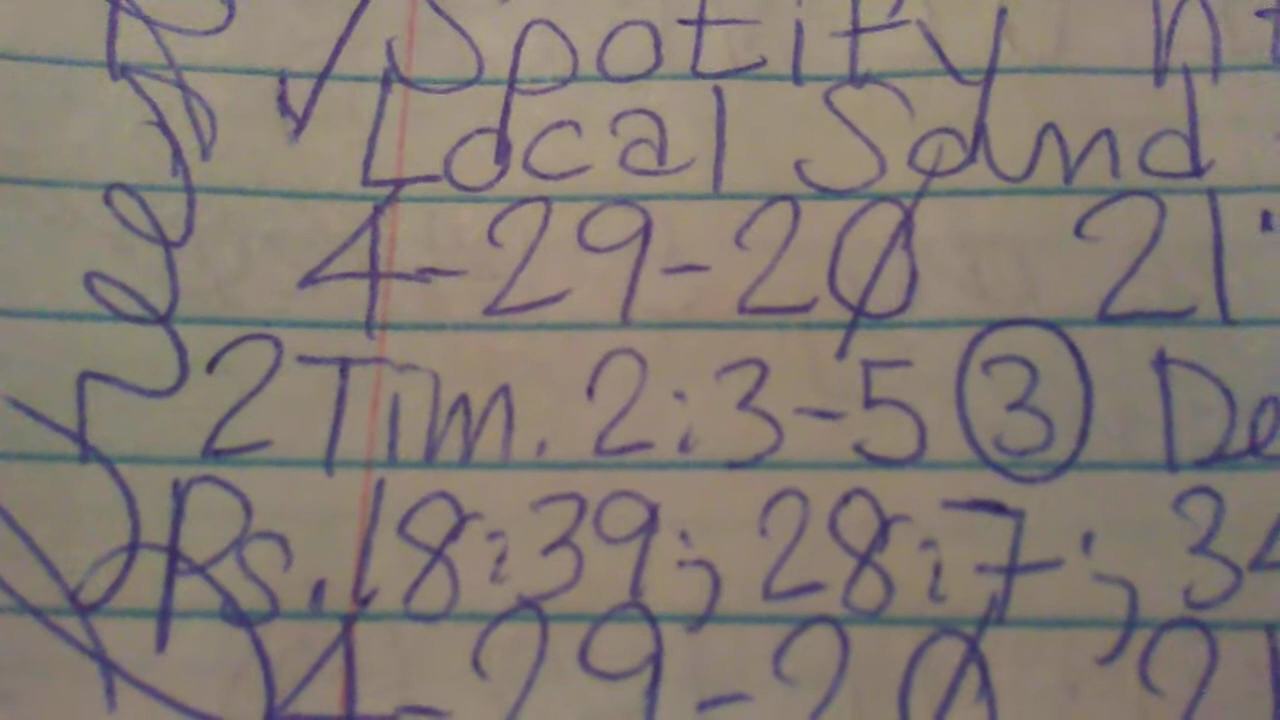 ✓Spotify
Local Sound
4-29-20 21:
2 Tim. 2:3-5 ③ De
Ps. 18:39; 28:7; 34
4-29-20 21